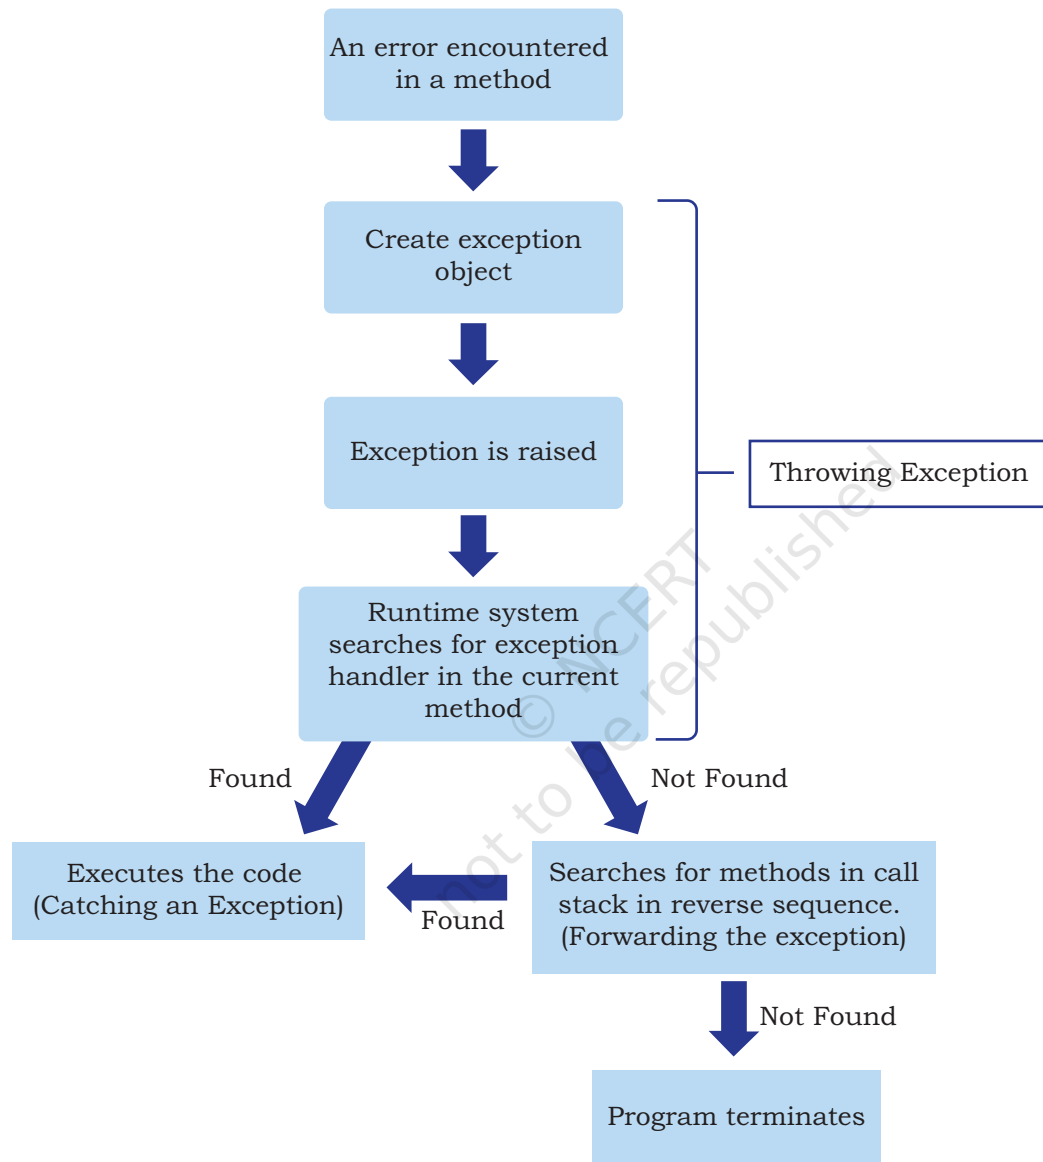 An error encountered
in a method
Create exception
object
Exception is raised
Throwing Exception
Runtime system
searches for exception
handler in the current
method
Found
Not Found
Executes the code
(Catching an Exception)
Found
Searches for methods in call
stack in reverse sequence.
(Forwarding the exception)
Not Found
Program terminates
© NCERT
not to be republished